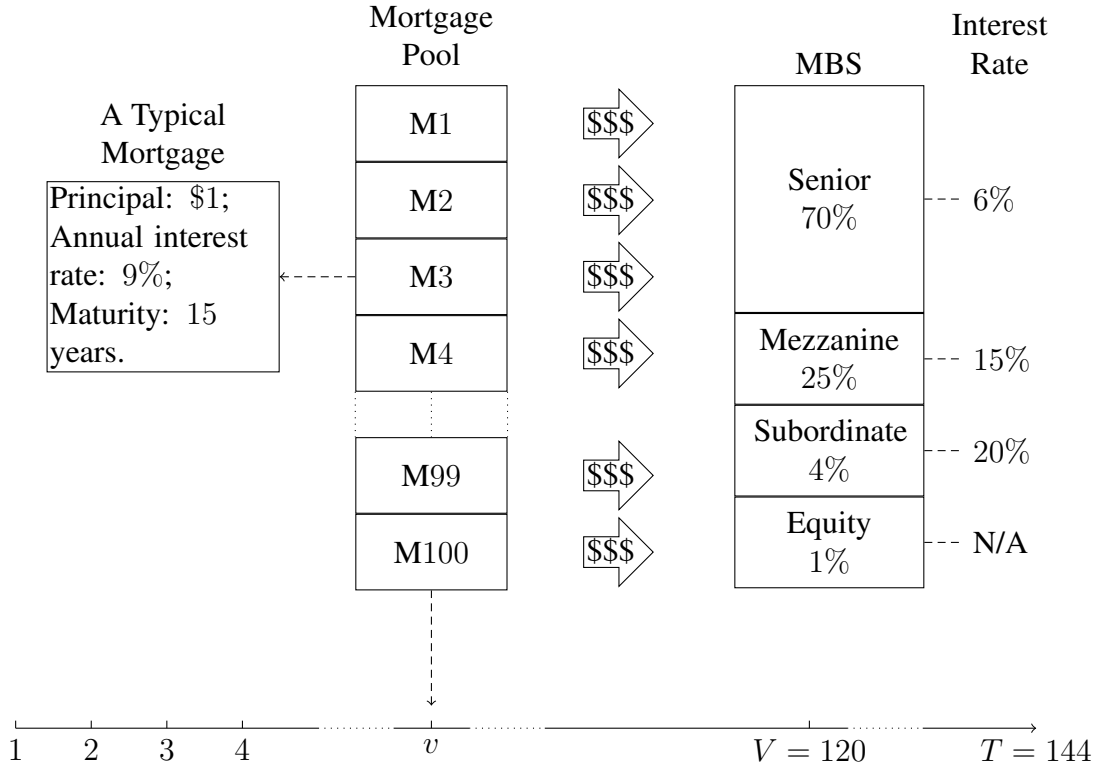 Mortgage
Pool
MBS
Interest
Rate
A Typical
Mortgage
Principal: $1;
Annual interest
rate: 9%;
Maturity: 15
years.
M1
M2
M3
M4
M99
M100
$$$
$$$
$$$
$$$
$$$
$$$
Senior
70%
6%
Mezzanine
25%
15%
Subordinate
4%
20%
Equity
1%
N/A
1
2
3
4
v
V = 120
T = 144